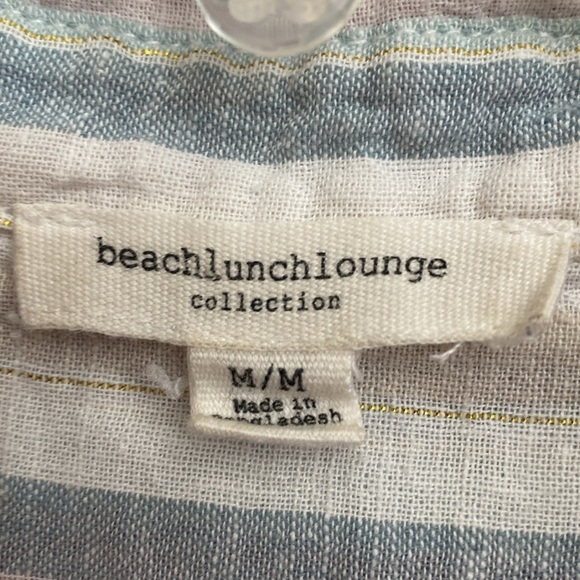 beachlunchlounge
collection
M/M
Made in
Bangladesh